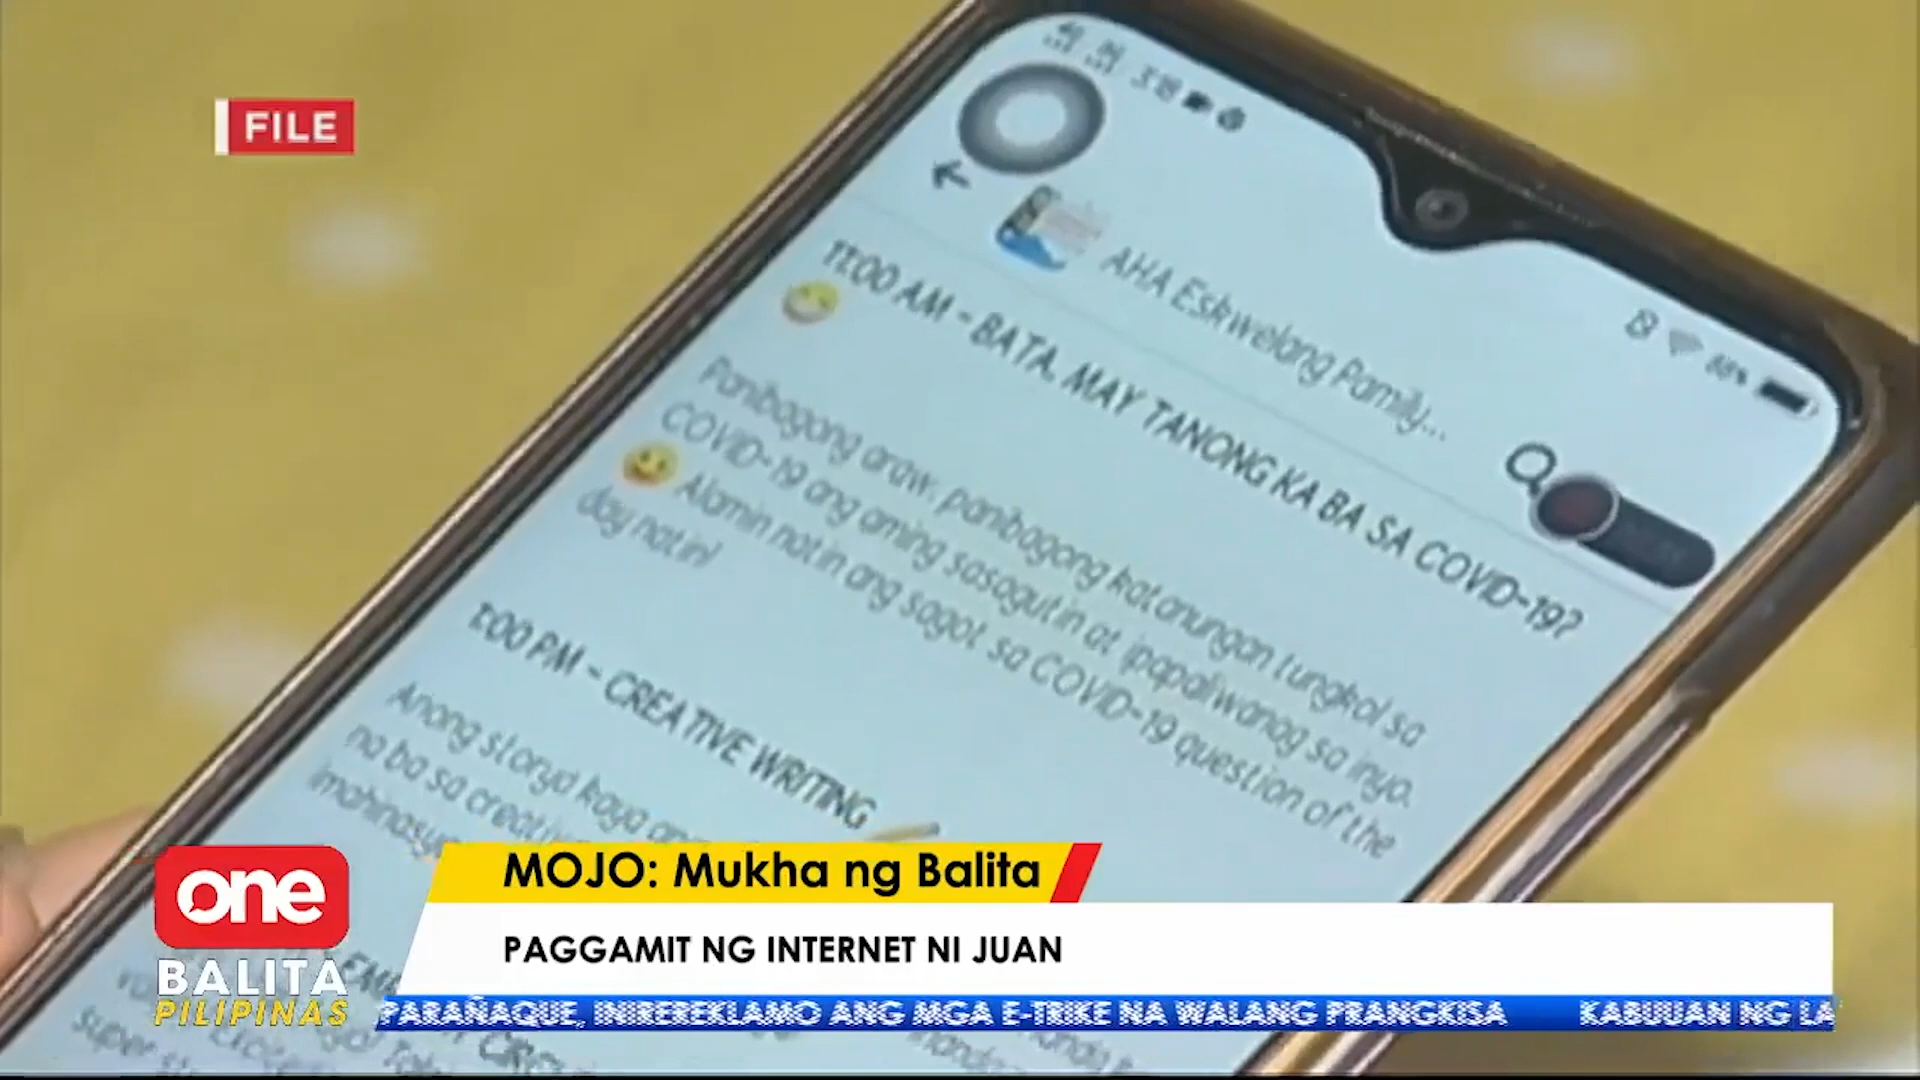 FILE
3:18
88%
AHA Eskwelang Pamily...
11:00 AM - BATA, MAY TANONG KA BA SA COVID-19?
Panibagong araw, panibagong katanungan tungkol sa
COVID-19 ang aming sasagutin at ipapaliwanag sa inyo.
Alamin natin ang sagot sa COVID-19 question of the
day natin!
1:00 PM - CREATIVE WRITING
Anong storya kaya ang
na ba sa
MOJO: Mukha ng Balita
PAGGAMIT NG INTERNET NI JUAN
one
BALITA
PILIPINAS
PARAÑAQUE, INIREREKLAMO ANG MGA E-TRIKE NA WALANG PRANGKISA KABUUAN NG LA
super